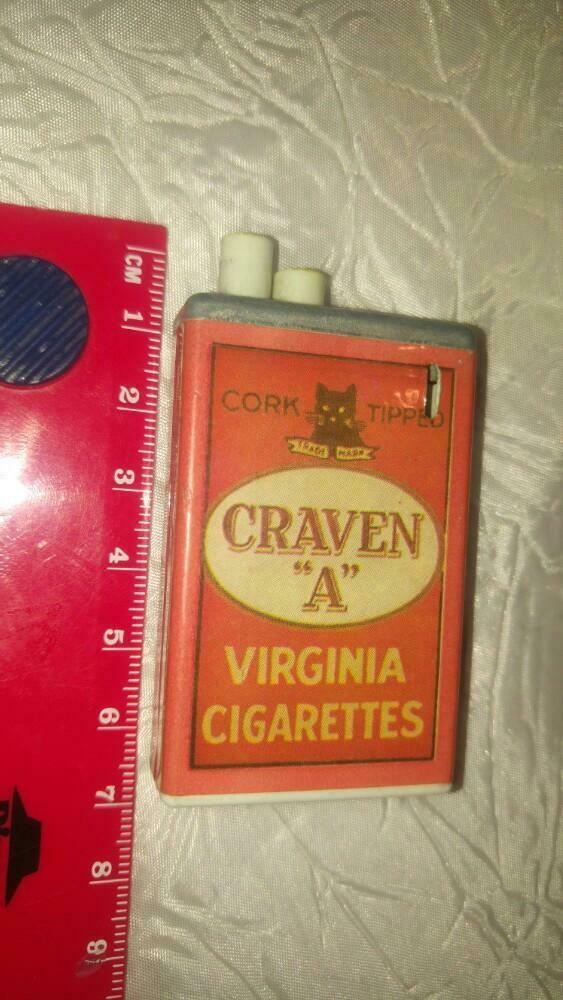 CORK TIPPED
TRADE MARK
CRAVEN
"A"
VIRGINIA
CIGARETTES
CM
1
2
3
4
5
6
7
8
9